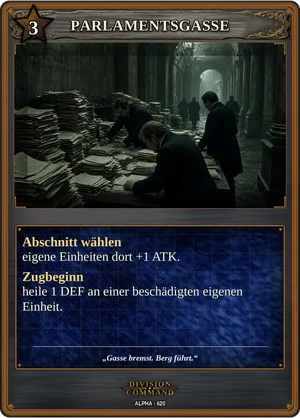 3
PARLAMENTSGASSE
Abschnitt wählen
eigene Einheiten dort +1 ATK.
Zugbeginn
heile 1 DEF an einer beschädigten eigenen
Einheit.
„Gasse bremst. Berg führt.“
DIVISION
COMMAND
ALPHA - 620